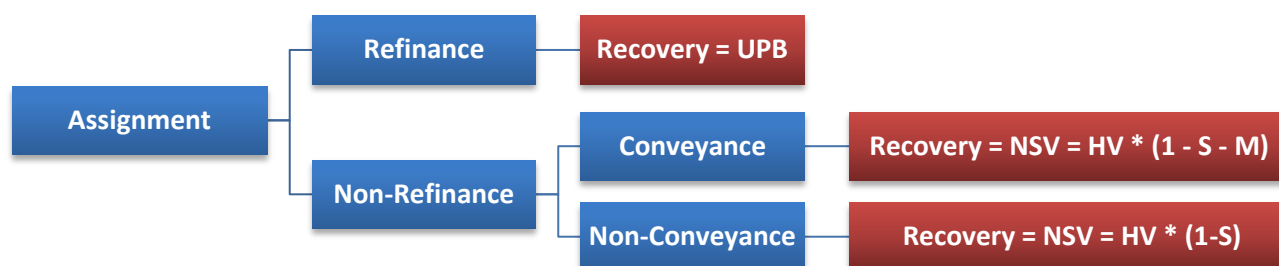 Refinance
Recovery = UPB
Assignment
Conveyance
Recovery = NSV = HV * (1 - S - M)
Non-Refinance
Non-Conveyance
Recovery = NSV = HV * (1-S)